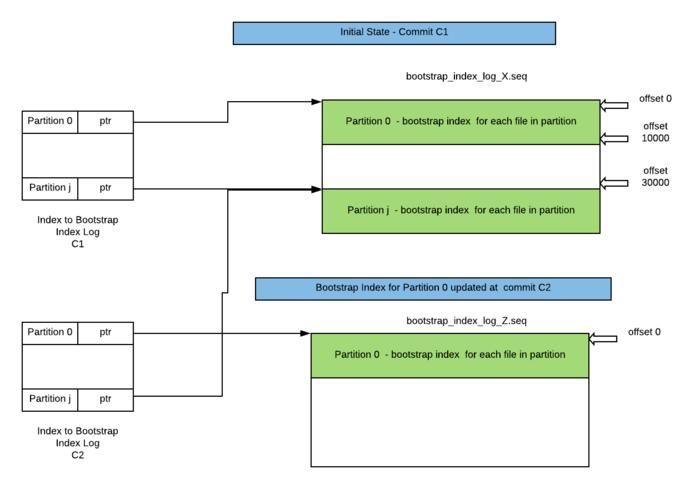 Initial State - Commit C1
bootstrap_index_log_X.seq
offset 0
Partition 0 ptr
Partition 0 - bootstrap index for each file in partition
offset
10000
offset
30000
Partition j ptr
Partition j - bootstrap index for each file in partition
Index to Bootstrap
Index Log
C1
Bootstrap Index for Partition 0 updated at commit C2
bootstrap_index_log_Z.seq
Partition 0 ptr
offset 0
Partition 0 - bootstrap index for each file in partition
Partition j ptr
Index to Bootstrap
Index Log
C2